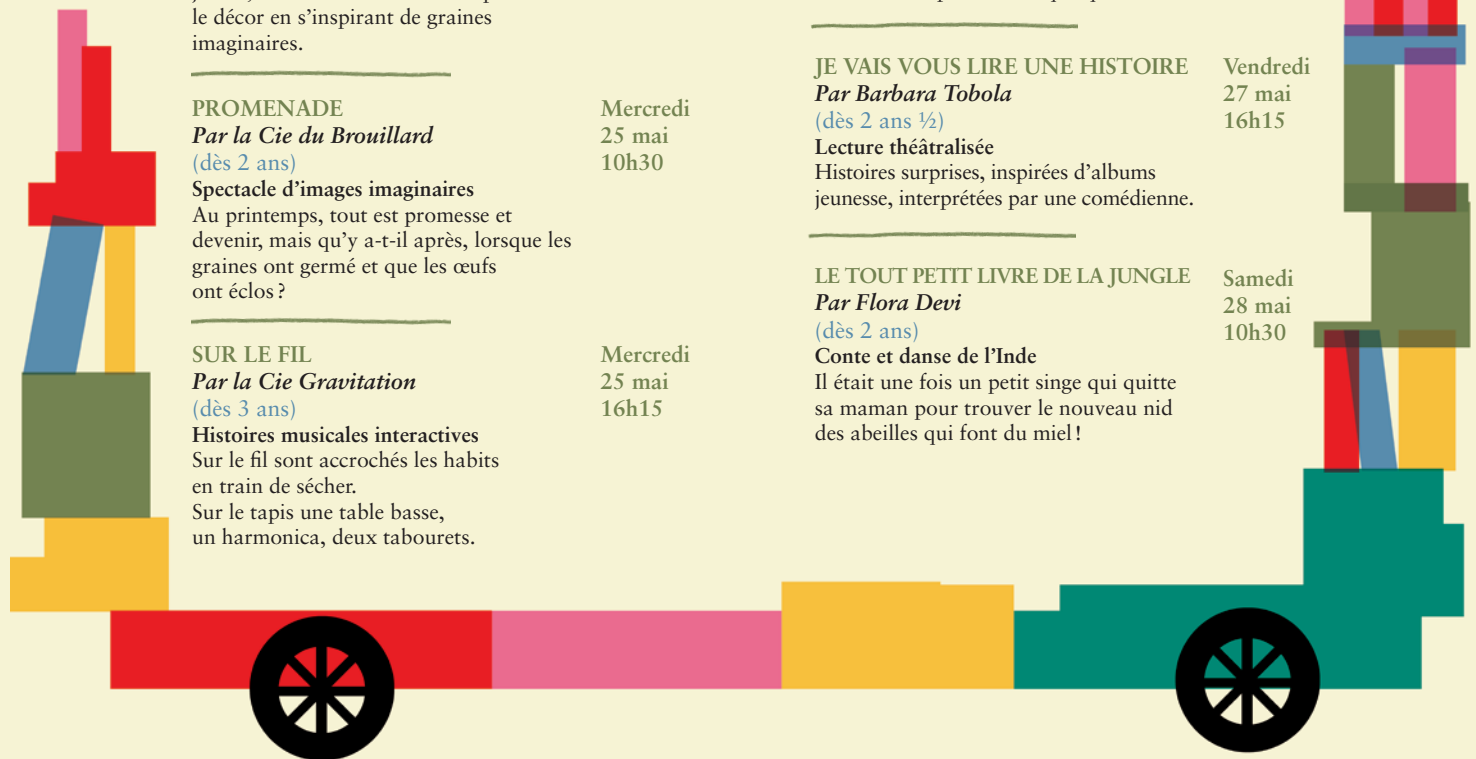 le décor en s’inspirant de graines
imaginaires.
PROMENADE
Par la Cie du Brouillard
(dès 2 ans)
Mercredi
25 mai
10h30
Spectacle d’images imaginaires
Au printemps, tout est promesse et
devenir, mais qu’y a-t-il après, lorsque les
graines ont germé et que les œufs
ont éclos ?
SUR LE FIL
Par la Cie Gravitation
(dès 3 ans)
Mercredi
25 mai
16h15
Histoires musicales interactives
Sur le fil sont accrochés les habits
en train de sécher.
Sur le tapis une table basse,
un harmonica, deux tabourets.
JE VAIS VOUS LIRE UNE HISTOIRE
Par Barbara Tobola
(dès 2 ans ½)
Vendredi
27 mai
16h15
Lecture théâtralisée
Histoires surprises, inspirées d’albums
jeunesse, interprétées par une comédienne.
LE TOUT PETIT LIVRE DE LA JUNGLE
Par Flora Devi
(dès 2 ans)
Samedi
28 mai
10h30
Conte et danse de l’Inde
Il était une fois un petit singe qui quitte
sa maman pour trouver le nouveau nid
des abeilles qui font du miel !